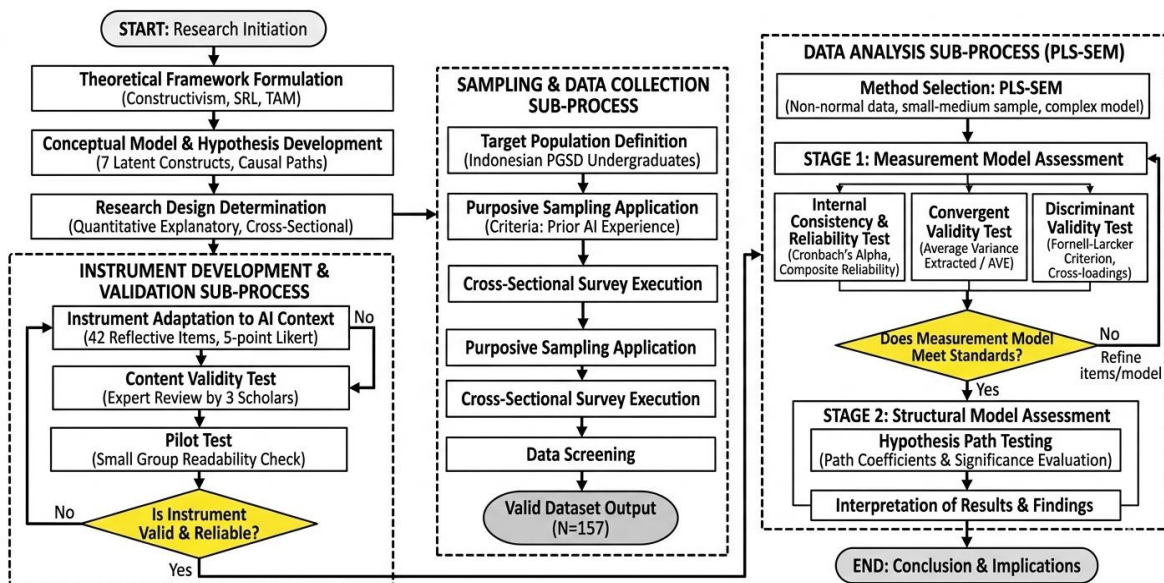 START: Research Initiation
Theoretical Framework Formulation
(Constructivism, SRL, TAM)
Conceptual Model & Hypothesis Development
(7 Latent Constructs, Causal Paths)
Research Design Determination
(Quantitative Explanatory, Cross-Sectional)
INSTRUMENT DEVELOPMENT &
VALIDATION SUB-PROCESS
Instrument Adaptation to AI Context
(42 Reflective Items, 5-point Likert)
No
Content Validity Test
(Expert Review by 3 Scholars)
Pilot Test
(Small Group Readability Check)
No
Is Instrument
Valid & Reliable?
Yes
SAMPLING & DATA COLLECTION
SUB-PROCESS
Target Population Definition
(Indonesian PGSD Undergraduates)
Purposive Sampling Application
(Criteria: Prior AI Experience)
Cross-Sectional Survey Execution
Purposive Sampling Application
Cross-Sectional Survey Execution
Data Screening
Valid Dataset Output
(N=157)
DATA ANALYSIS SUB-PROCESS (PLS-SEM)
Method Selection: PLS-SEM
(Non-normal data, small-medium sample, complex model)
STAGE 1: Measurement Model Assessment
Internal
Consistency &
Reliability Test
(Cronbach's Alpha,
Composite Reliability)
Convergent
Validity Test
(Average Variance
Extracted / AVE)
Discriminant
Validity Test
(Fornell-Larcker
Criterion,
Cross-loadings)
Does Measurement Model
Meet Standards?
No
Refine
items/model
Yes
STAGE 2: Structural Model Assessment
Hypothesis Path Testing
(Path Coefficients & Significance Evaluation)
Interpretation of Results & Findings
END: Conclusion & Implications